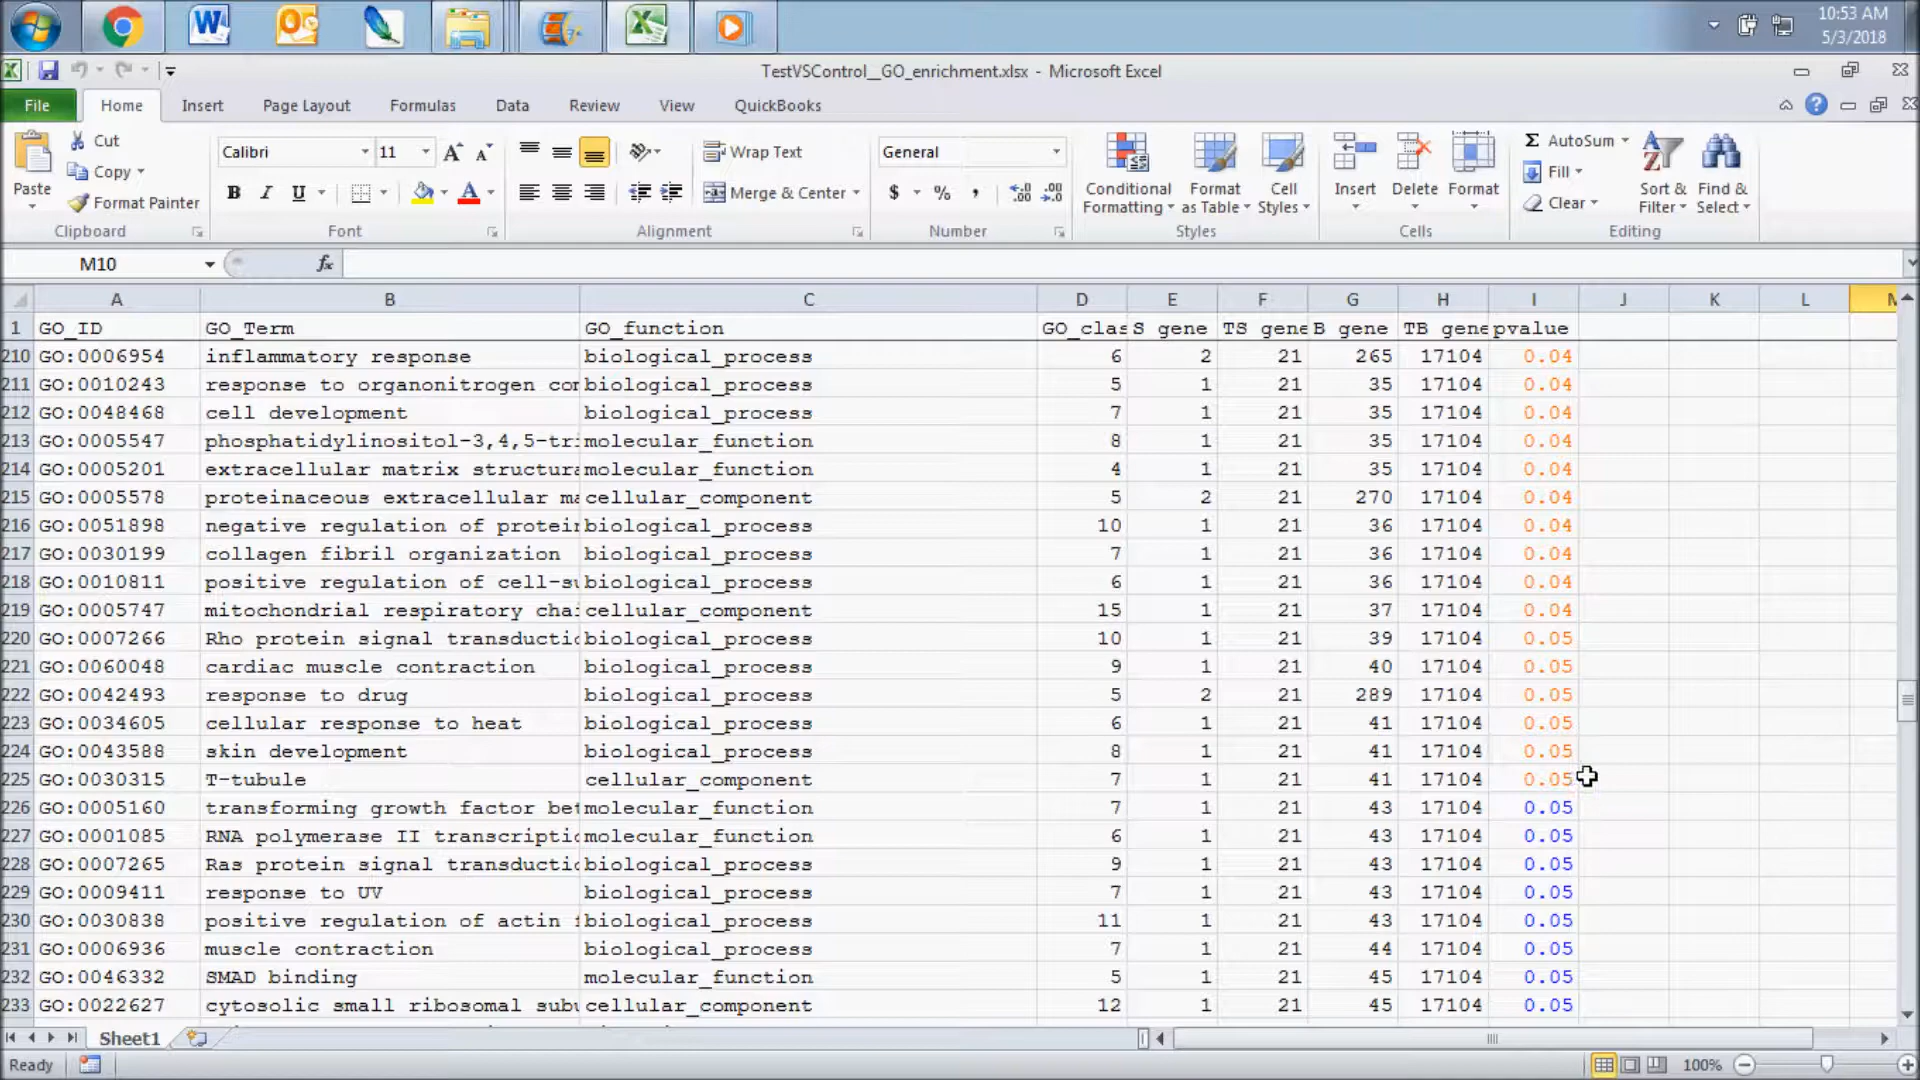 10:53 AM
5/3/2018
TestVSControl__GO_enrichment.xlsx - Microsoft Excel
File Home Insert Page Layout Formulas Data Review View QuickBooks
Cut
Copy
Format Painter
Paste
Clipboard
Calibri 11
B I U
Font
Wrap Text
Merge & Center
Alignment
General
$ % ,
Number
Conditional Formatting
Format as Table
Cell Styles
Styles
Insert Delete Format
Cells
AutoSum
Fill
Clear
Sort & Filter
Find & Select
Editing
M10 fx
A B C D E F G H I J K L
1 GO_ID GO_Term GO_function GO_clas S gene TS gene B gene TB gene pvalue
210 GO:0006954 inflammatory response biological_process 6 2 21 265 17104 0.04
211 GO:0010243 response to organonitrogen com biological_process 5 1 21 35 17104 0.04
212 GO:0048468 cell development biological_process 7 1 21 35 17104 0.04
213 GO:0005547 phosphatidylinositol-3,4,5-tri molecular_function 8 1 21 35 17104 0.04
214 GO:0005201 extracellular matrix structura molecular_function 4 1 21 35 17104 0.04
215 GO:0005578 proteinaceous extracellular ma cellular_component 5 2 21 270 17104 0.04
216 GO:0051898 negative regulation of protein biological_process 10 1 21 36 17104 0.04
217 GO:0030199 collagen fibril organization biological_process 7 1 21 36 17104 0.04
218 GO:0010811 positive regulation of cell-su biological_process 6 1 21 36 17104 0.04
219 GO:0005747 mitochondrial respiratory chai cellular_component 15 1 21 37 17104 0.04
220 GO:0007266 Rho protein signal transductio biological_process 10 1 21 39 17104 0.05
221 GO:0060048 cardiac muscle contraction biological_process 9 1 21 40 17104 0.05
222 GO:0042493 response to drug biological_process 5 2 21 289 17104 0.05
223 GO:0034605 cellular response to heat biological_process 6 1 21 41 17104 0.05
224 GO:0043588 skin development biological_process 8 1 21 41 17104 0.05
225 GO:0030315 T-tubule cellular_component 7 1 21 41 17104 0.05
226 GO:0005160 transforming growth factor bet molecular_function 7 1 21 43 17104 0.05
227 GO:0001085 RNA polymerase II transcriptio molecular_function 6 1 21 43 17104 0.05
228 GO:0007265 Ras protein signal transductio biological_process 9 1 21 43 17104 0.05
229 GO:0009411 response to UV biological_process 7 1 21 43 17104 0.05
230 GO:0030838 positive regulation of actin f biological_process 11 1 21 43 17104 0.05
231 GO:0006936 muscle contraction biological_process 7 1 21 44 17104 0.05
232 GO:0046332 SMAD binding molecular_function 5 1 21 45 17104 0.05
233 GO:0022627 cytosolic small ribosomal subu cellular_component 12 1 21 45 17104 0.05
Sheet1
Ready 100%